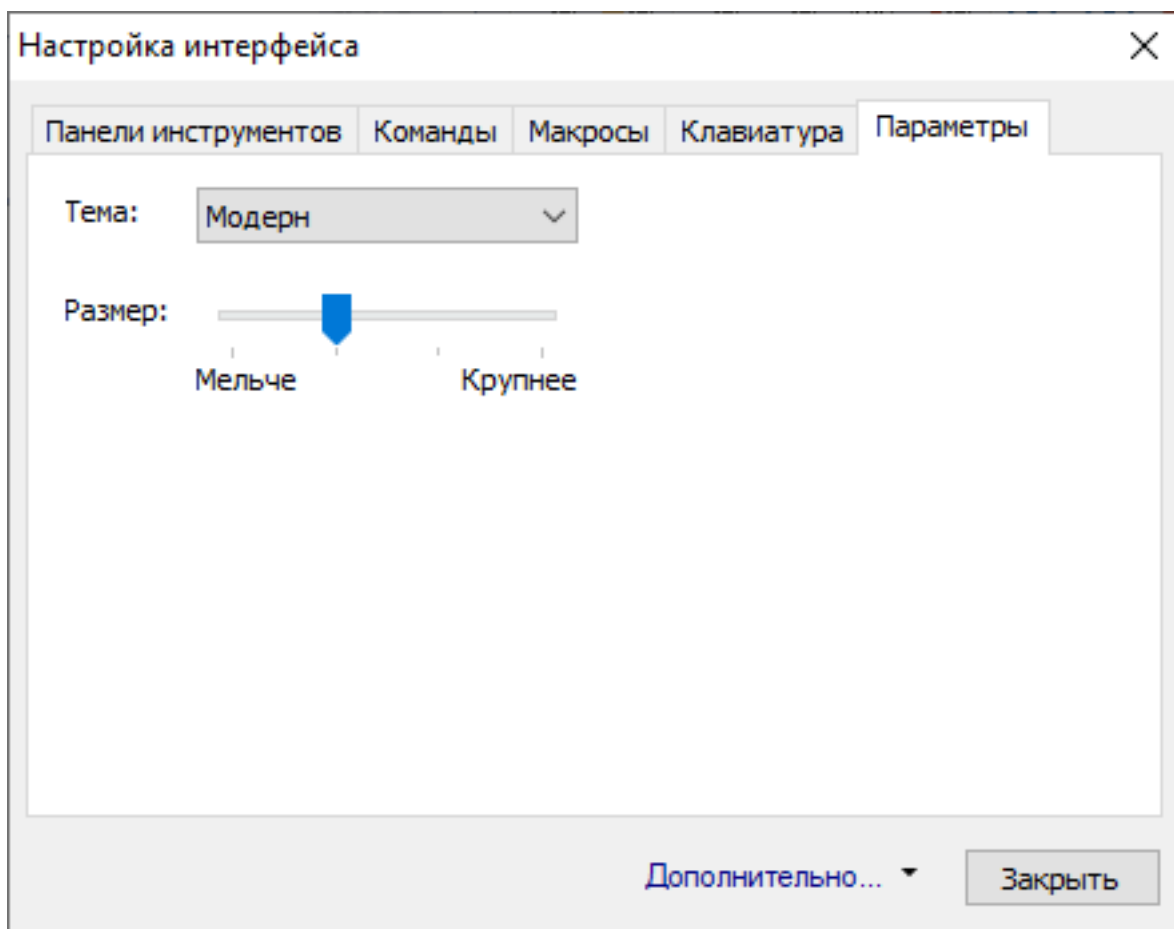 Настройка интерфейса
Панели инструментов Команды Макросы Клавиатура Параметры
Тема: Модерн
Размер:
Мельче Крупнее
Дополнительно... Закрыть